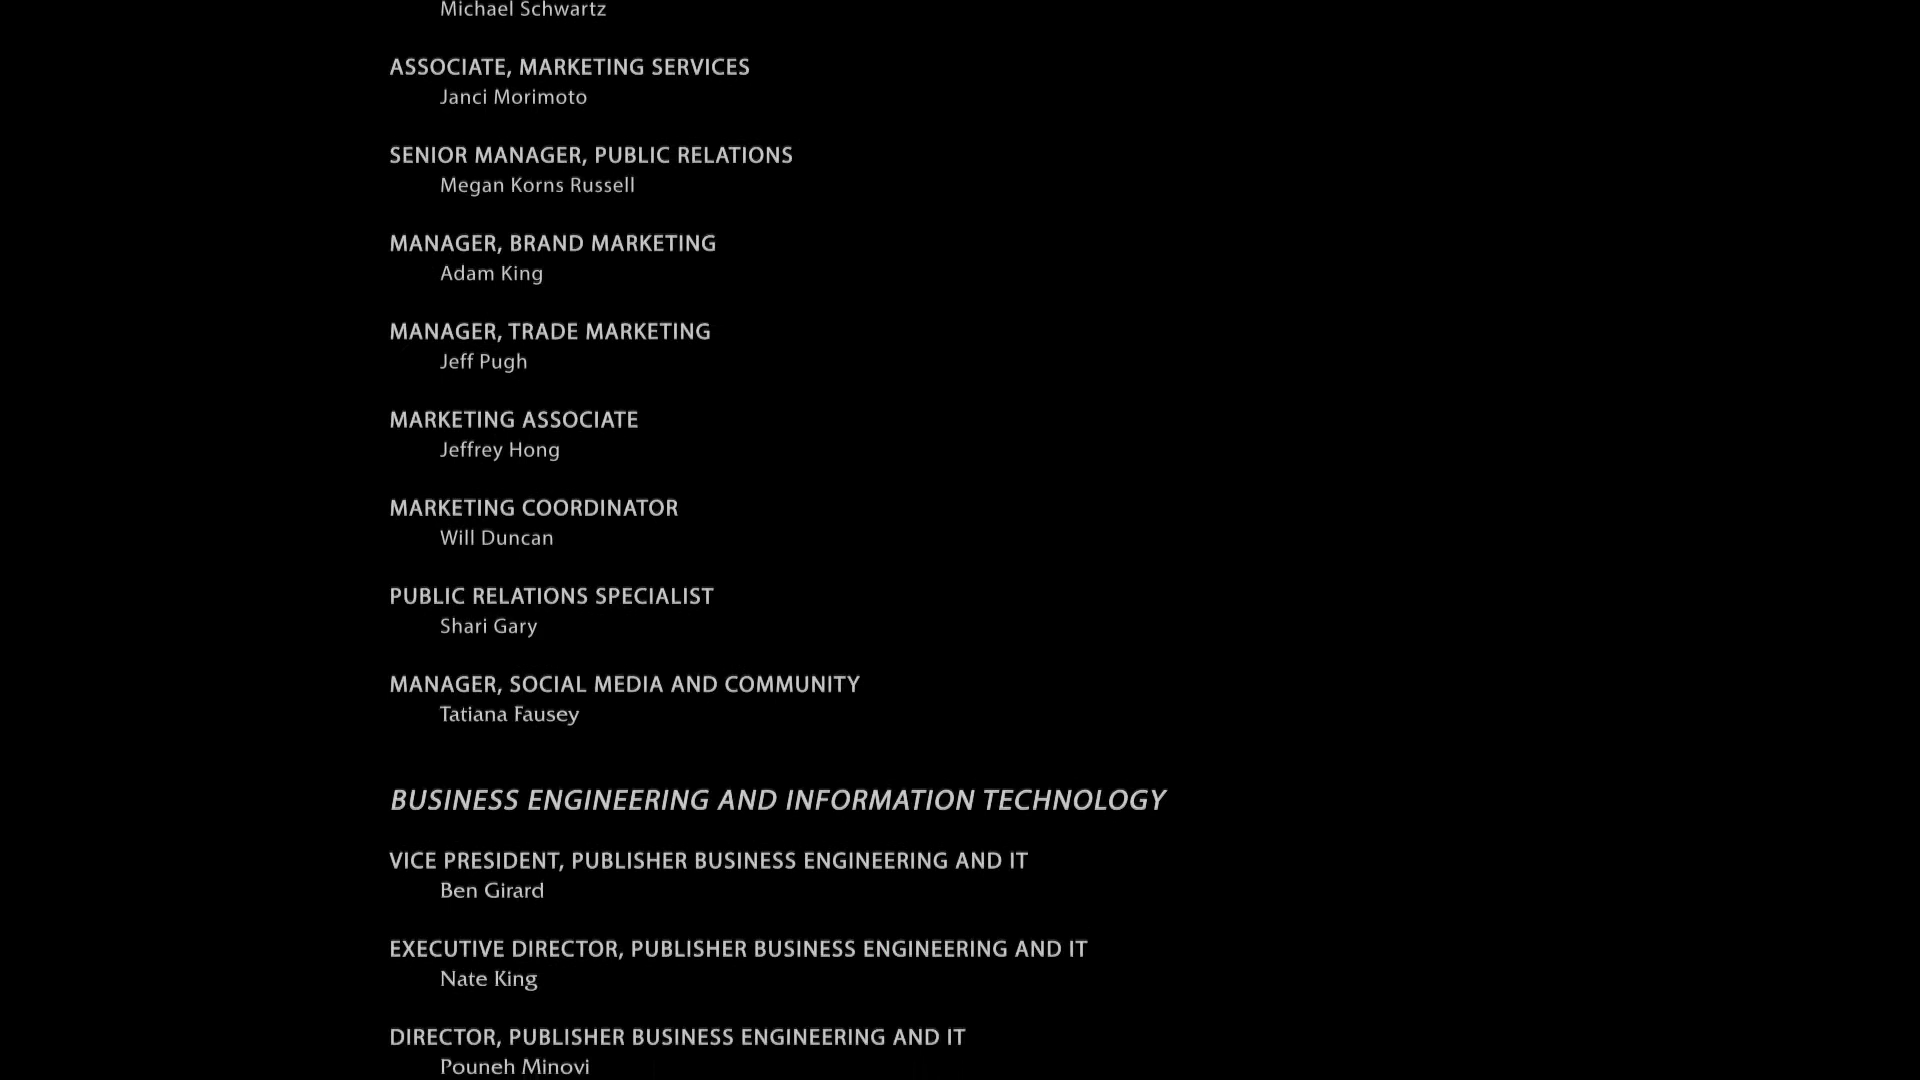 Michael Schwartz
ASSOCIATE, MARKETING SERVICES
Janci Morimoto
SENIOR MANAGER, PUBLIC RELATIONS
Megan Korns Russell
MANAGER, BRAND MARKETING
Adam King
MANAGER, TRADE MARKETING
Jeff Pugh
MARKETING ASSOCIATE
Jeffrey Hong
MARKETING COORDINATOR
Will Duncan
PUBLIC RELATIONS SPECIALIST
Shari Gary
MANAGER, SOCIAL MEDIA AND COMMUNITY
Tatiana Fausey
BUSINESS ENGINEERING AND INFORMATION TECHNOLOGY
VICE PRESIDENT, PUBLISHER BUSINESS ENGINEERING AND IT
Ben Girard
EXECUTIVE DIRECTOR, PUBLISHER BUSINESS ENGINEERING AND IT
Nate King
DIRECTOR, PUBLISHER BUSINESS ENGINEERING AND IT
Pouneh Minovi